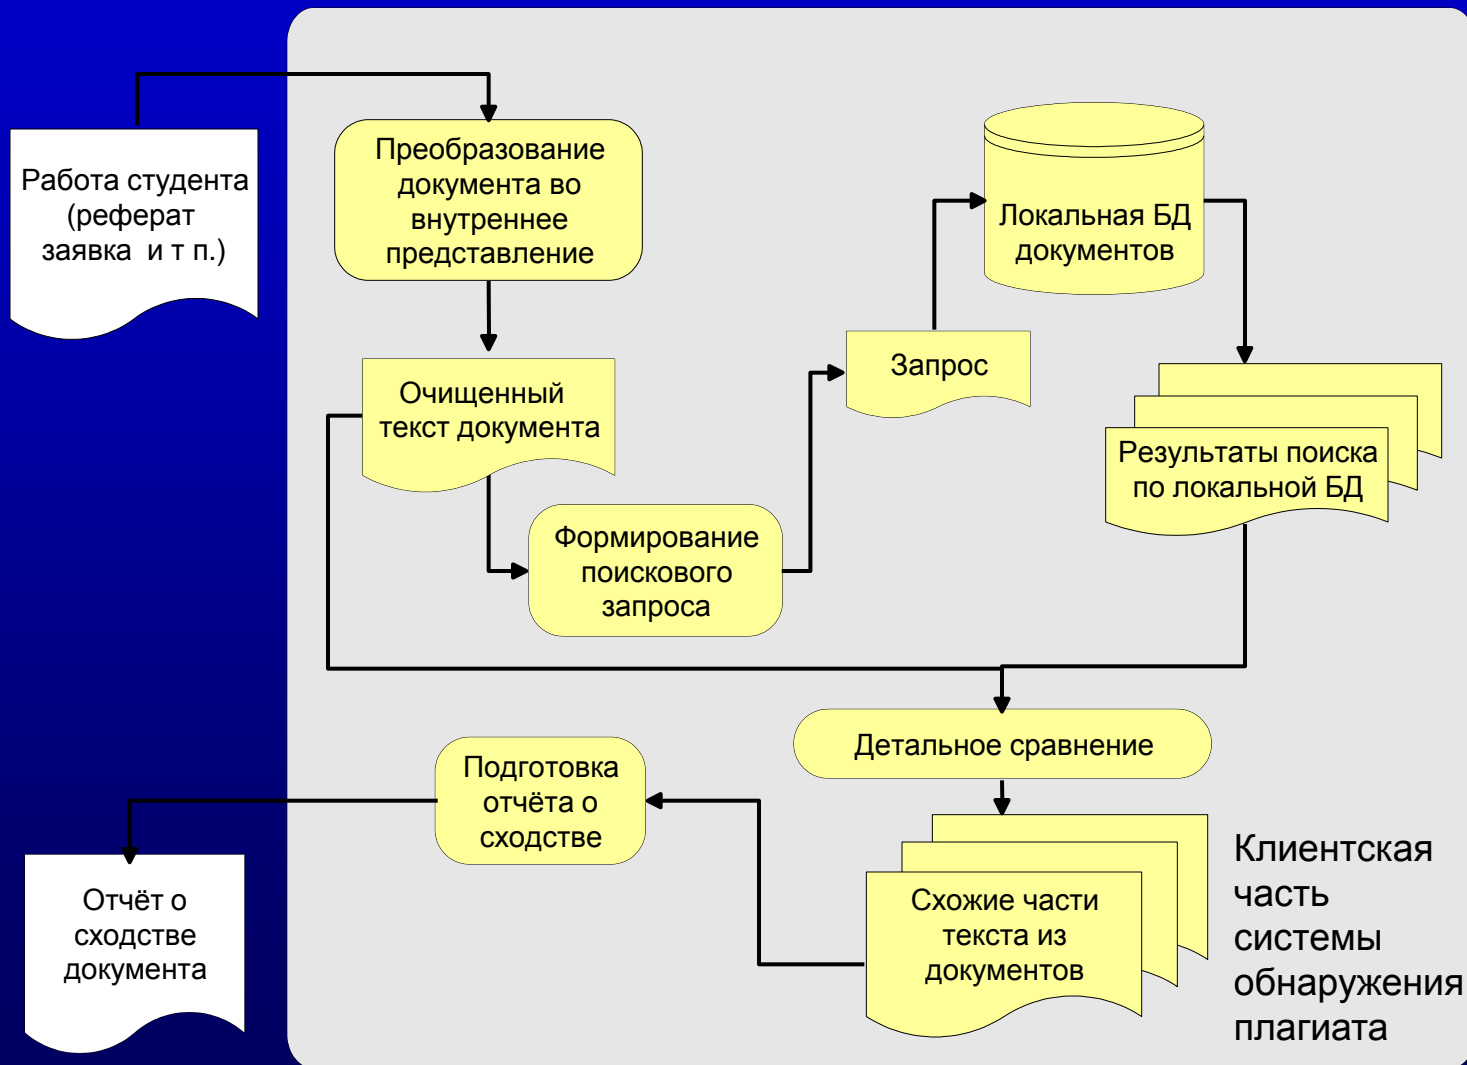 Работа студента
(реферат
заявка и т п.)
Преобразование
документа во
внутреннее
представление
Локальная БД
документов
Очищенный
текст документа
Запрос
Результаты поиска
по локальной БД
Формирование
поискового
запроса
Детальное сравнение
Подготовка
отчёта о
сходстве
Отчёт о
сходстве
документа
Схожие части
текста из
документов
Клиентская
часть
системы
обнаружения
плагиата